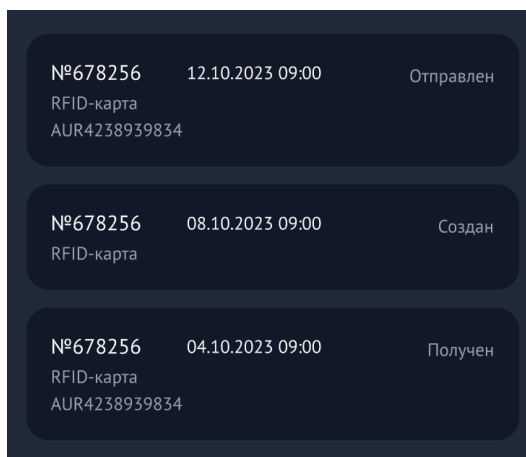 №678256 12.10.2023 09:00 Отправлен
RFID-карта
AUR4238939834
№678256 08.10.2023 09:00 Создан
RFID-карта
№678256 04.10.2023 09:00 Получен
RFID-карта
AUR4238939834